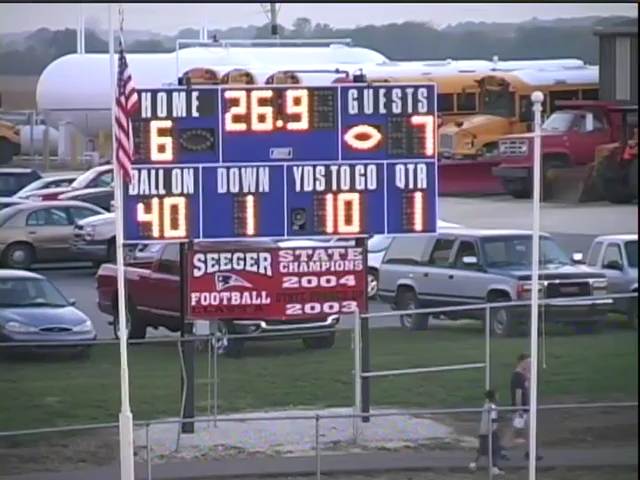 HOME 26.9 GUESTS
6 7
BALL ON DOWN YDS TO GO QTR
40 1 10 1
SEEGER STATE
CHAMPIONS
2004
FOOTBALL
2003